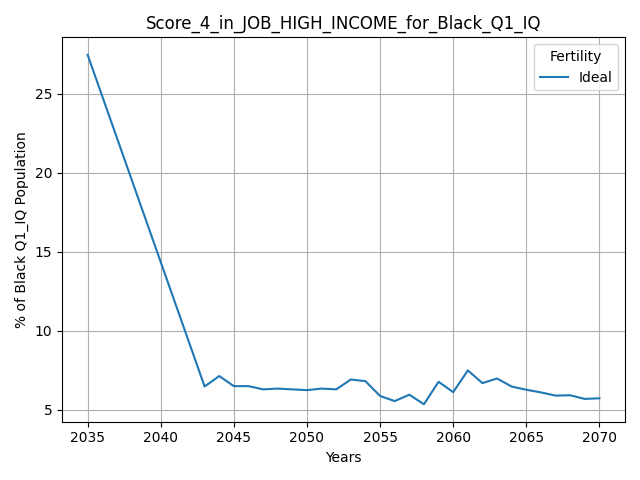 Score_4_in_JOB_HIGH_INCOME_for_Black_Q1_IQ
Fertility
Ideal
% of Black Q1_IQ Population
25
20
15
10
5
2035 2040 2045 2050 2055 2060 2065 2070
Years